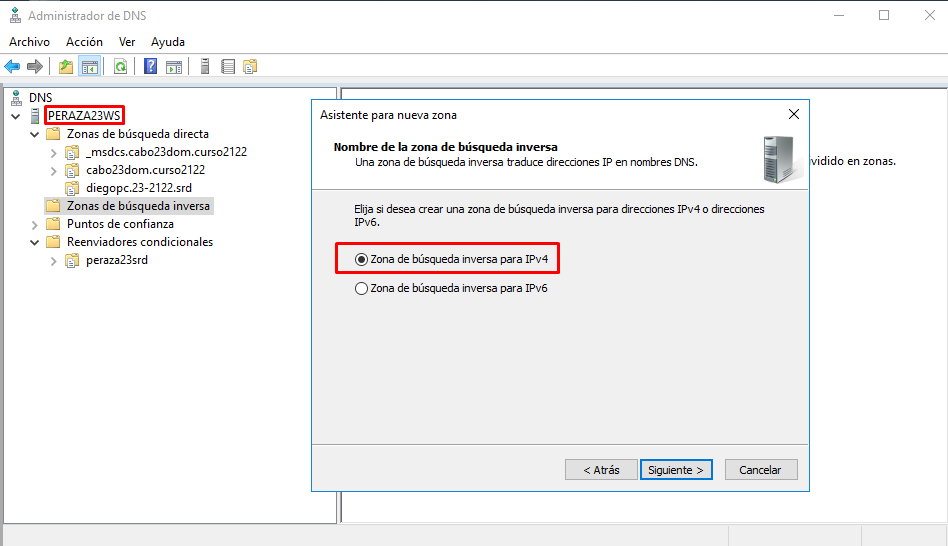 Administrador de DNS
Archivo Acción Ver Ayuda
DNS
PERAZA23WS
Zonas de búsqueda directa
_msdcs.cabo23dom.curso2122
cabo23dom.curso2122
diegopc.23-2122.srd
Zonas de búsqueda inversa
Puntos de confianza
Reenviadores condicionales
peraza23srd
Asistente para nueva zona
Nombre de la zona de búsqueda inversa
Una zona de búsqueda inversa traduce direcciones IP en nombres DNS.
Elija si desea crear una zona de búsqueda inversa para direcciones IPv4 o direcciones
IPv6.
Zona de búsqueda inversa para IPv4
Zona de búsqueda inversa para IPv6
< Atrás Siguiente > Cancelar
en zonas.